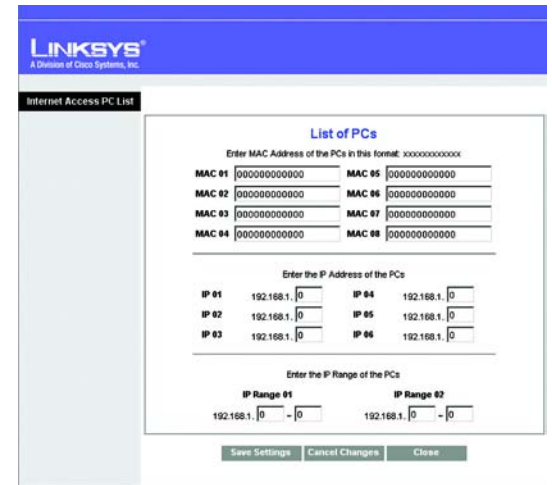 LINKSYS®
A Division of Cisco Systems, Inc.
Internet Access PC List
List of PCs
Enter MAC Address of the PCs in this format: xxxxxxxxxxxx
MAC 01 000000000000 MAC 05 000000000000
MAC 02 000000000000 MAC 06 000000000000
MAC 03 000000000000 MAC 07 000000000000
MAC 04 000000000000 MAC 08 000000000000
Enter the IP Address of the PCs
IP 01 192.168.1. 0 IP 04 192.168.1. 0
IP 02 192.168.1. 0 IP 05 192.168.1. 0
IP 03 192.168.1. 0 IP 06 192.168.1. 0
Enter the IP Range of the PCs
IP Range 01 IP Range 02
192.168.1. 0 ~ 0 192.168.1. 0 ~ 0
Save Settings Cancel Changes Close